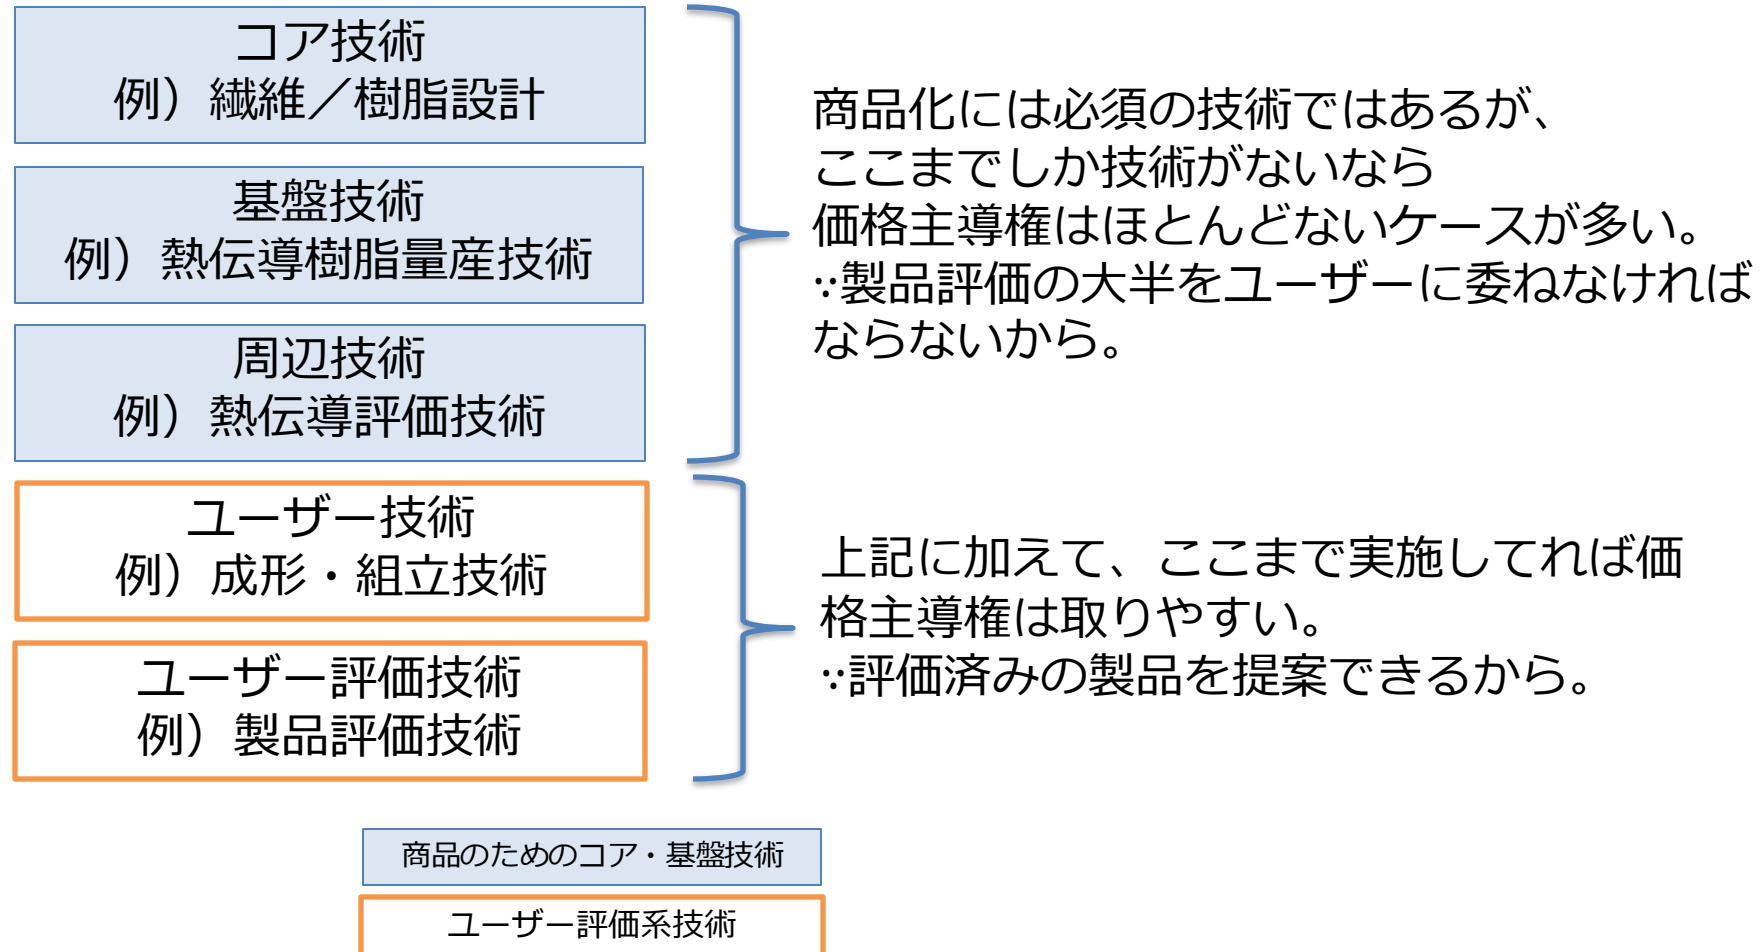 コア技術
例）繊維／樹脂設計
基盤技術
例）熱伝導樹脂量産技術
周辺技術
例）熱伝導評価技術
商品化には必須の技術ではあるが、
ここまでしか技術がないなら
価格主導権はほとんどないケースが多い。
∵製品評価の大半をユーザーに委ねなければ
ならないから。
ユーザー技術
例）成形・組立技術
ユーザー評価技術
例）製品評価技術
上記に加えて、ここまで実施してれば価
格主導権は取りやすい。
∵評価済みの製品を提案できるから。
商品のためのコア・基盤技術
ユーザー評価系技術